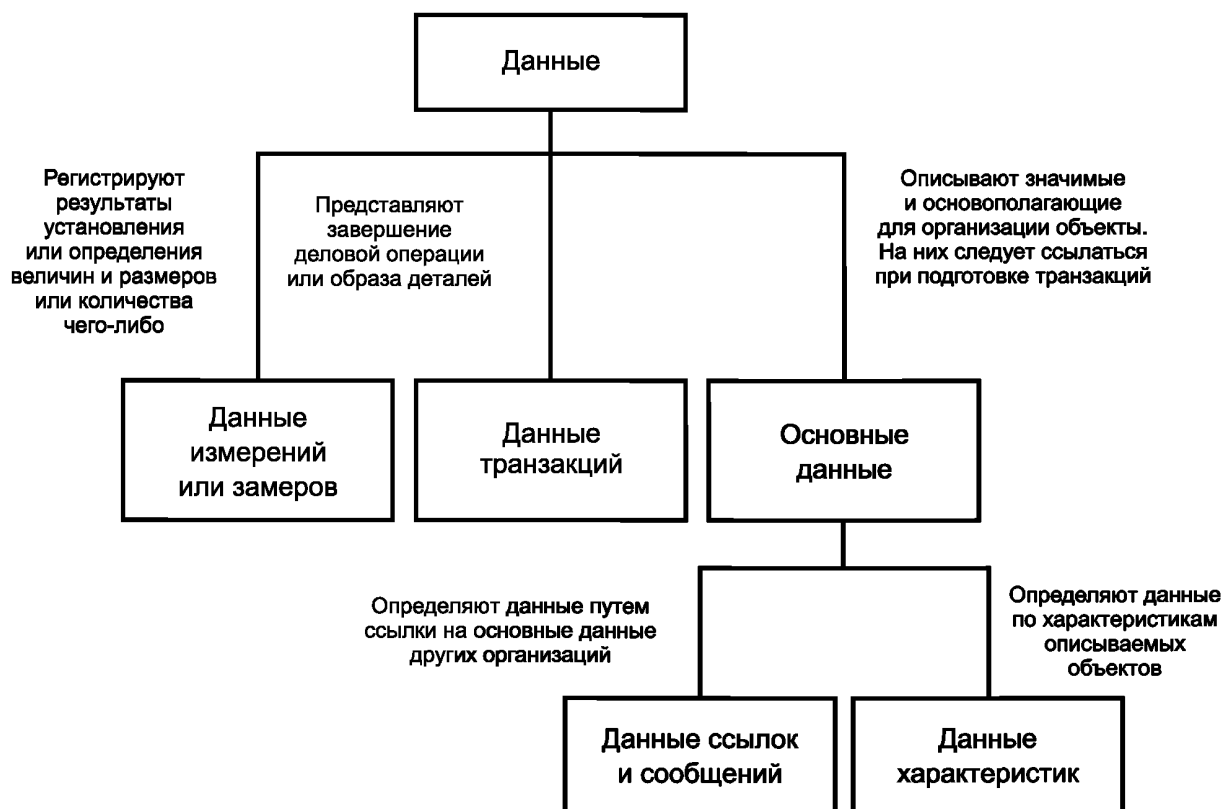 Данные
Регистрируют
результаты
установления
или определения
величин и размеров
или количества
чего-либо
Представляют
завершение
деловой операции
или образа деталей
Описывают значимые
и основополагающие
для организации объекты.
На них следует ссылаться
при подготовке транзакций
Данные
измерений
или замеров
Данные
транзакций
Основные
данные
Определяют данные путем
ссылки на основные данные
других организаций
Определяют данные
по характеристикам
описываемых
объектов
Данные ссылок
и сообщений
Данные
характеристик